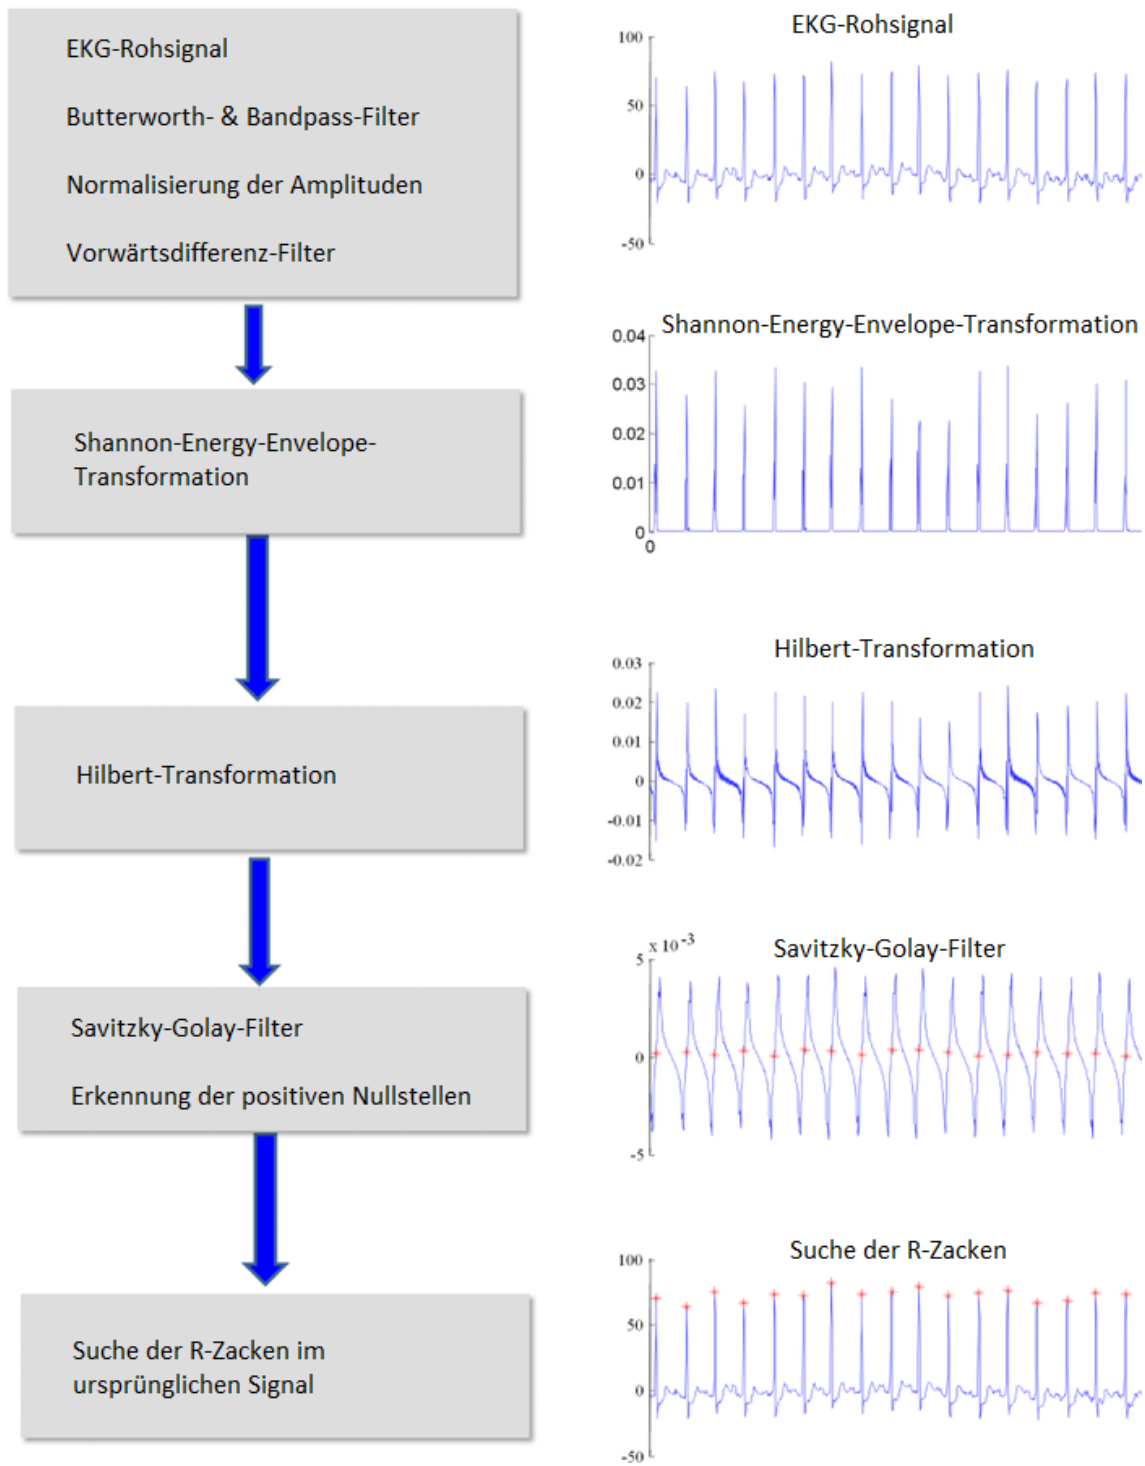 EKG-Rohsignal
Butterworth- & Bandpass-Filter
Normalisierung der Amplituden
Vorwärtsdifferenz-Filter
Shannon-Energy-Envelope-
Transformation
Hilbert-Transformation
Savitzky-Golay-Filter
Erkennung der positiven Nullstellen
Suche der R-Zacken im
ursprünglichen Signal
EKG-Rohsignal
100
50
0
-50
Shannon-Energy-Envelope-Transformation
0.04
0.03
0.02
0.01
0
0
Hilbert-Transformation
0.03
0.02
0.01
0
-0.01
-0.02
Savitzky-Golay-Filter
x 10⁻³
5
0
-5
Suche der R-Zacken
100
50
0
-50